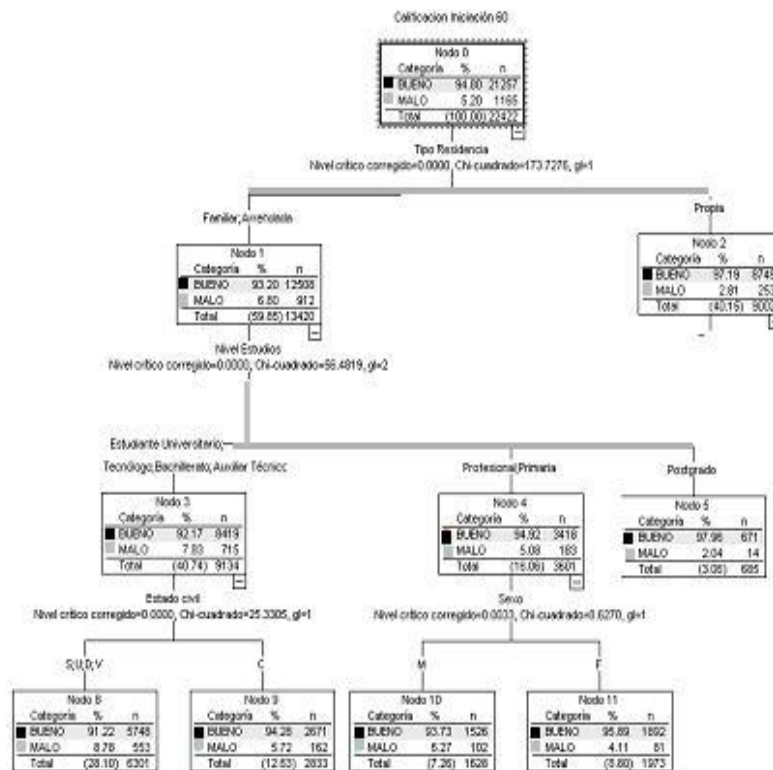 Calificacion Iniciación 60
Nodo 0
Categoría % n
BUENO 94.80 21257
MALO 5.20 1165
Total (100.00) 22422
Tipo Residencia
Nivel crítico corregido=0.0000, Chi-cuadrado=173.7276, gl=1
Familiar;Arrendada
Propia
Nodo 1
Categoría % n
BUENO 93.20 12508
MALO 6.80 912
Total (59.85) 13420
Nodo 2
Categoría % n
BUENO 97.19 8749
MALO 2.81 253
Total (40.15) 9002
Nivel Estudios
Nivel crítico corregido=0.0000, Chi-cuadrado=56.4819, gl=2
Estudiante Universitario;
Tecnólogo;Bachillerato;Auxiliar Técnico
Profesional;Primaria
Postgrado
Nodo 3
Categoría % n
BUENO 92.17 8419
MALO 7.83 715
Total (40.74) 9134
Nodo 4
Categoría % n
BUENO 94.92 3418
MALO 5.08 183
Total (16.06) 3601
Nodo 5
Categoría % n
BUENO 97.96 671
MALO 2.04 14
Total (3.06) 685
Estado civil
Nivel crítico corregido=0.0000, Chi-cuadrado=25.3305, gl=1
Sexo
Nivel crítico corregido=0.0033, Chi-cuadrado=8.6270, gl=1
S;U;D;V
C
M
F
Nodo 8
Categoría % n
BUENO 91.22 5748
MALO 8.78 553
Total (28.10) 6301
Nodo 9
Categoría % n
BUENO 94.28 2671
MALO 5.72 162
Total (12.63) 2833
Nodo 10
Categoría % n
BUENO 93.73 1526
MALO 6.27 102
Total (7.26) 1628
Nodo 11
Categoría % n
BUENO 95.89 1892
MALO 4.11 81
Total (8.80) 1973